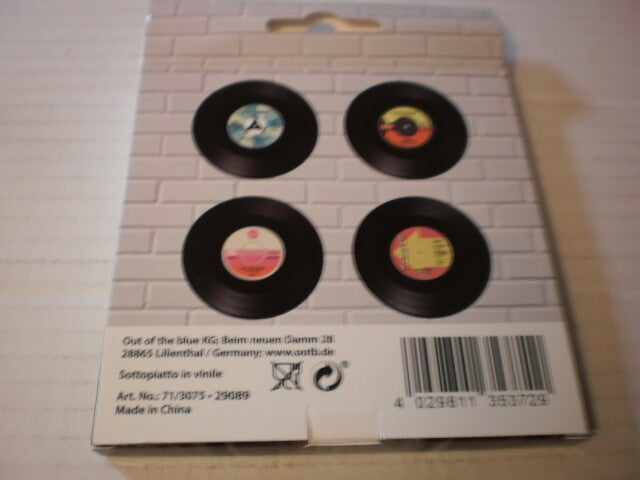 Out of the blue KG; Beim neuen Damm 28
28865 Lilienthal / Germany; www.ootb.de
Sottopiatto in vinile
Art. No.: 71/3075 - 29089
Made in China
4 029811 353729